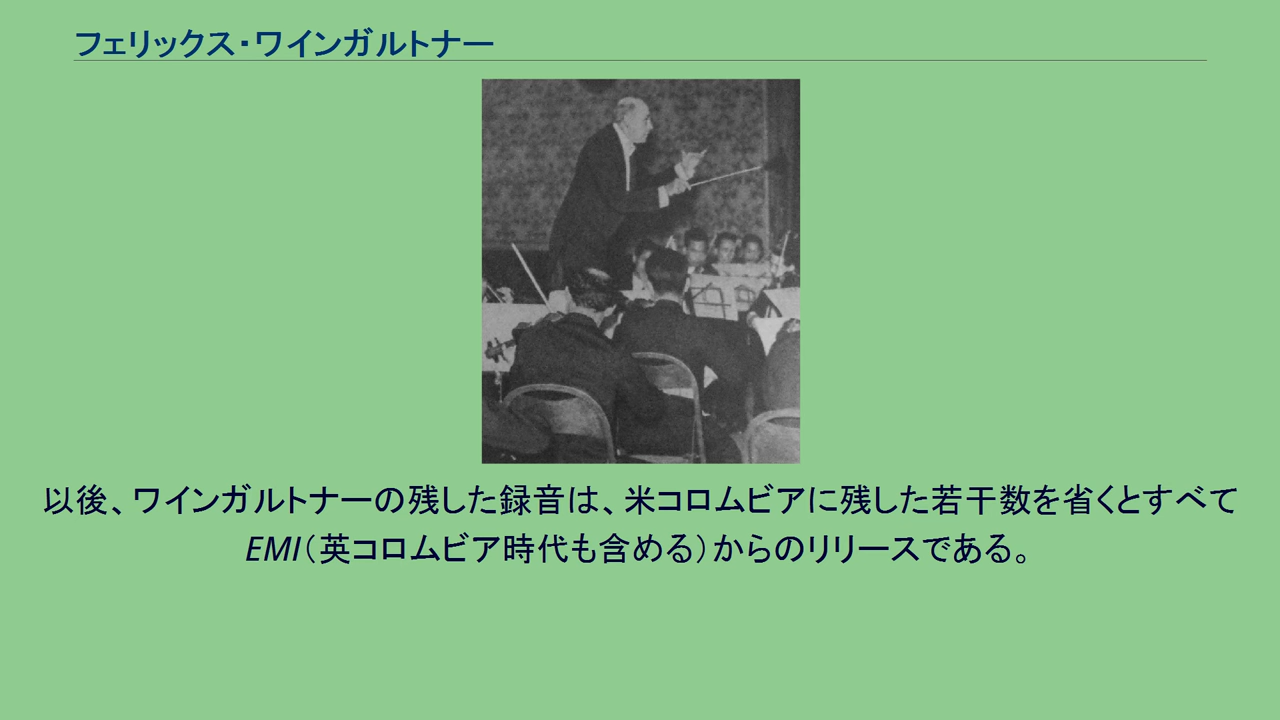 フェリックス・ワインガルトナー
以後、ワインガルトナーの残した録音は、米コロムビアに残した若干数を省くとすべて
EMI（英コロムビア時代も含める）からのリリースである。